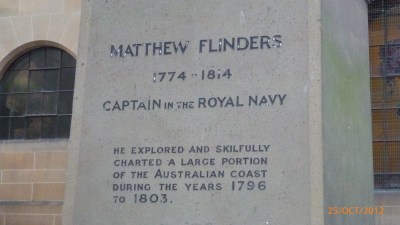 MATTHEW FLINDERS
1774 - 1814
CAPTAIN IN THE ROYAL NAVY
HE EXPLORED AND SKILFULLY
CHARTED A LARGE PORTION
OF THE AUSTRALIAN COAST
DURING THE YEARS 1796
TO 1803.
25/OCT/2012